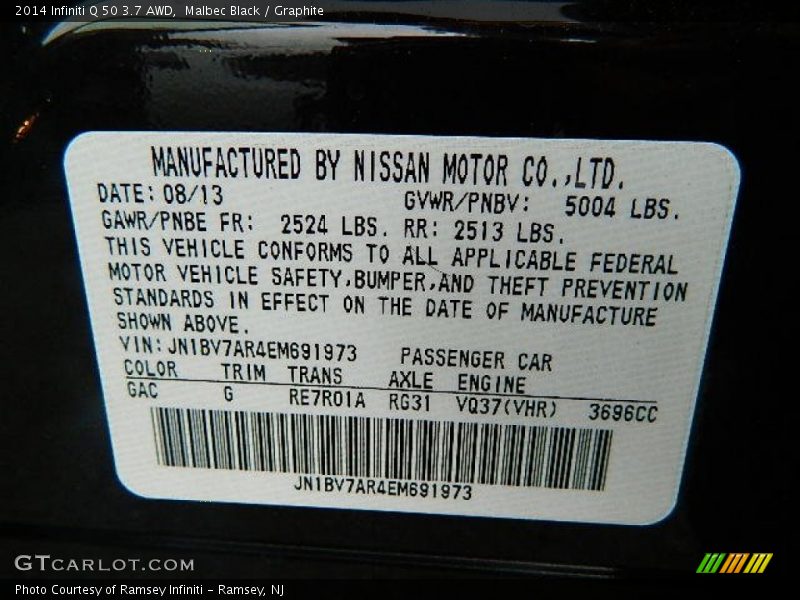 2014 Infiniti Q 50 3.7 AWD, Malbec Black / Graphite
MANUFACTURED BY NISSAN MOTOR CO.,LTD.
DATE: 08/13 GVWR/PNBV: 5004 LBS.
GAWR/PNBE FR: 2524 LBS. RR: 2513 LBS.
THIS VEHICLE CONFORMS TO ALL APPLICABLE FEDERAL
MOTOR VEHICLE SAFETY,BUMPER,AND THEFT PREVENTION
STANDARDS IN EFFECT ON THE DATE OF MANUFACTURE
SHOWN ABOVE.
VIN: JN1BV7AR4EM691973 PASSENGER CAR
COLOR TRIM TRANS AXLE ENGINE
GAC G RE7R01A RG31 VQ37(VHR) 3696CC
JN1BV7AR4EM691973
GTCARLOT.COM
Photo Courtesy of Ramsey Infiniti - Ramsey, NJ